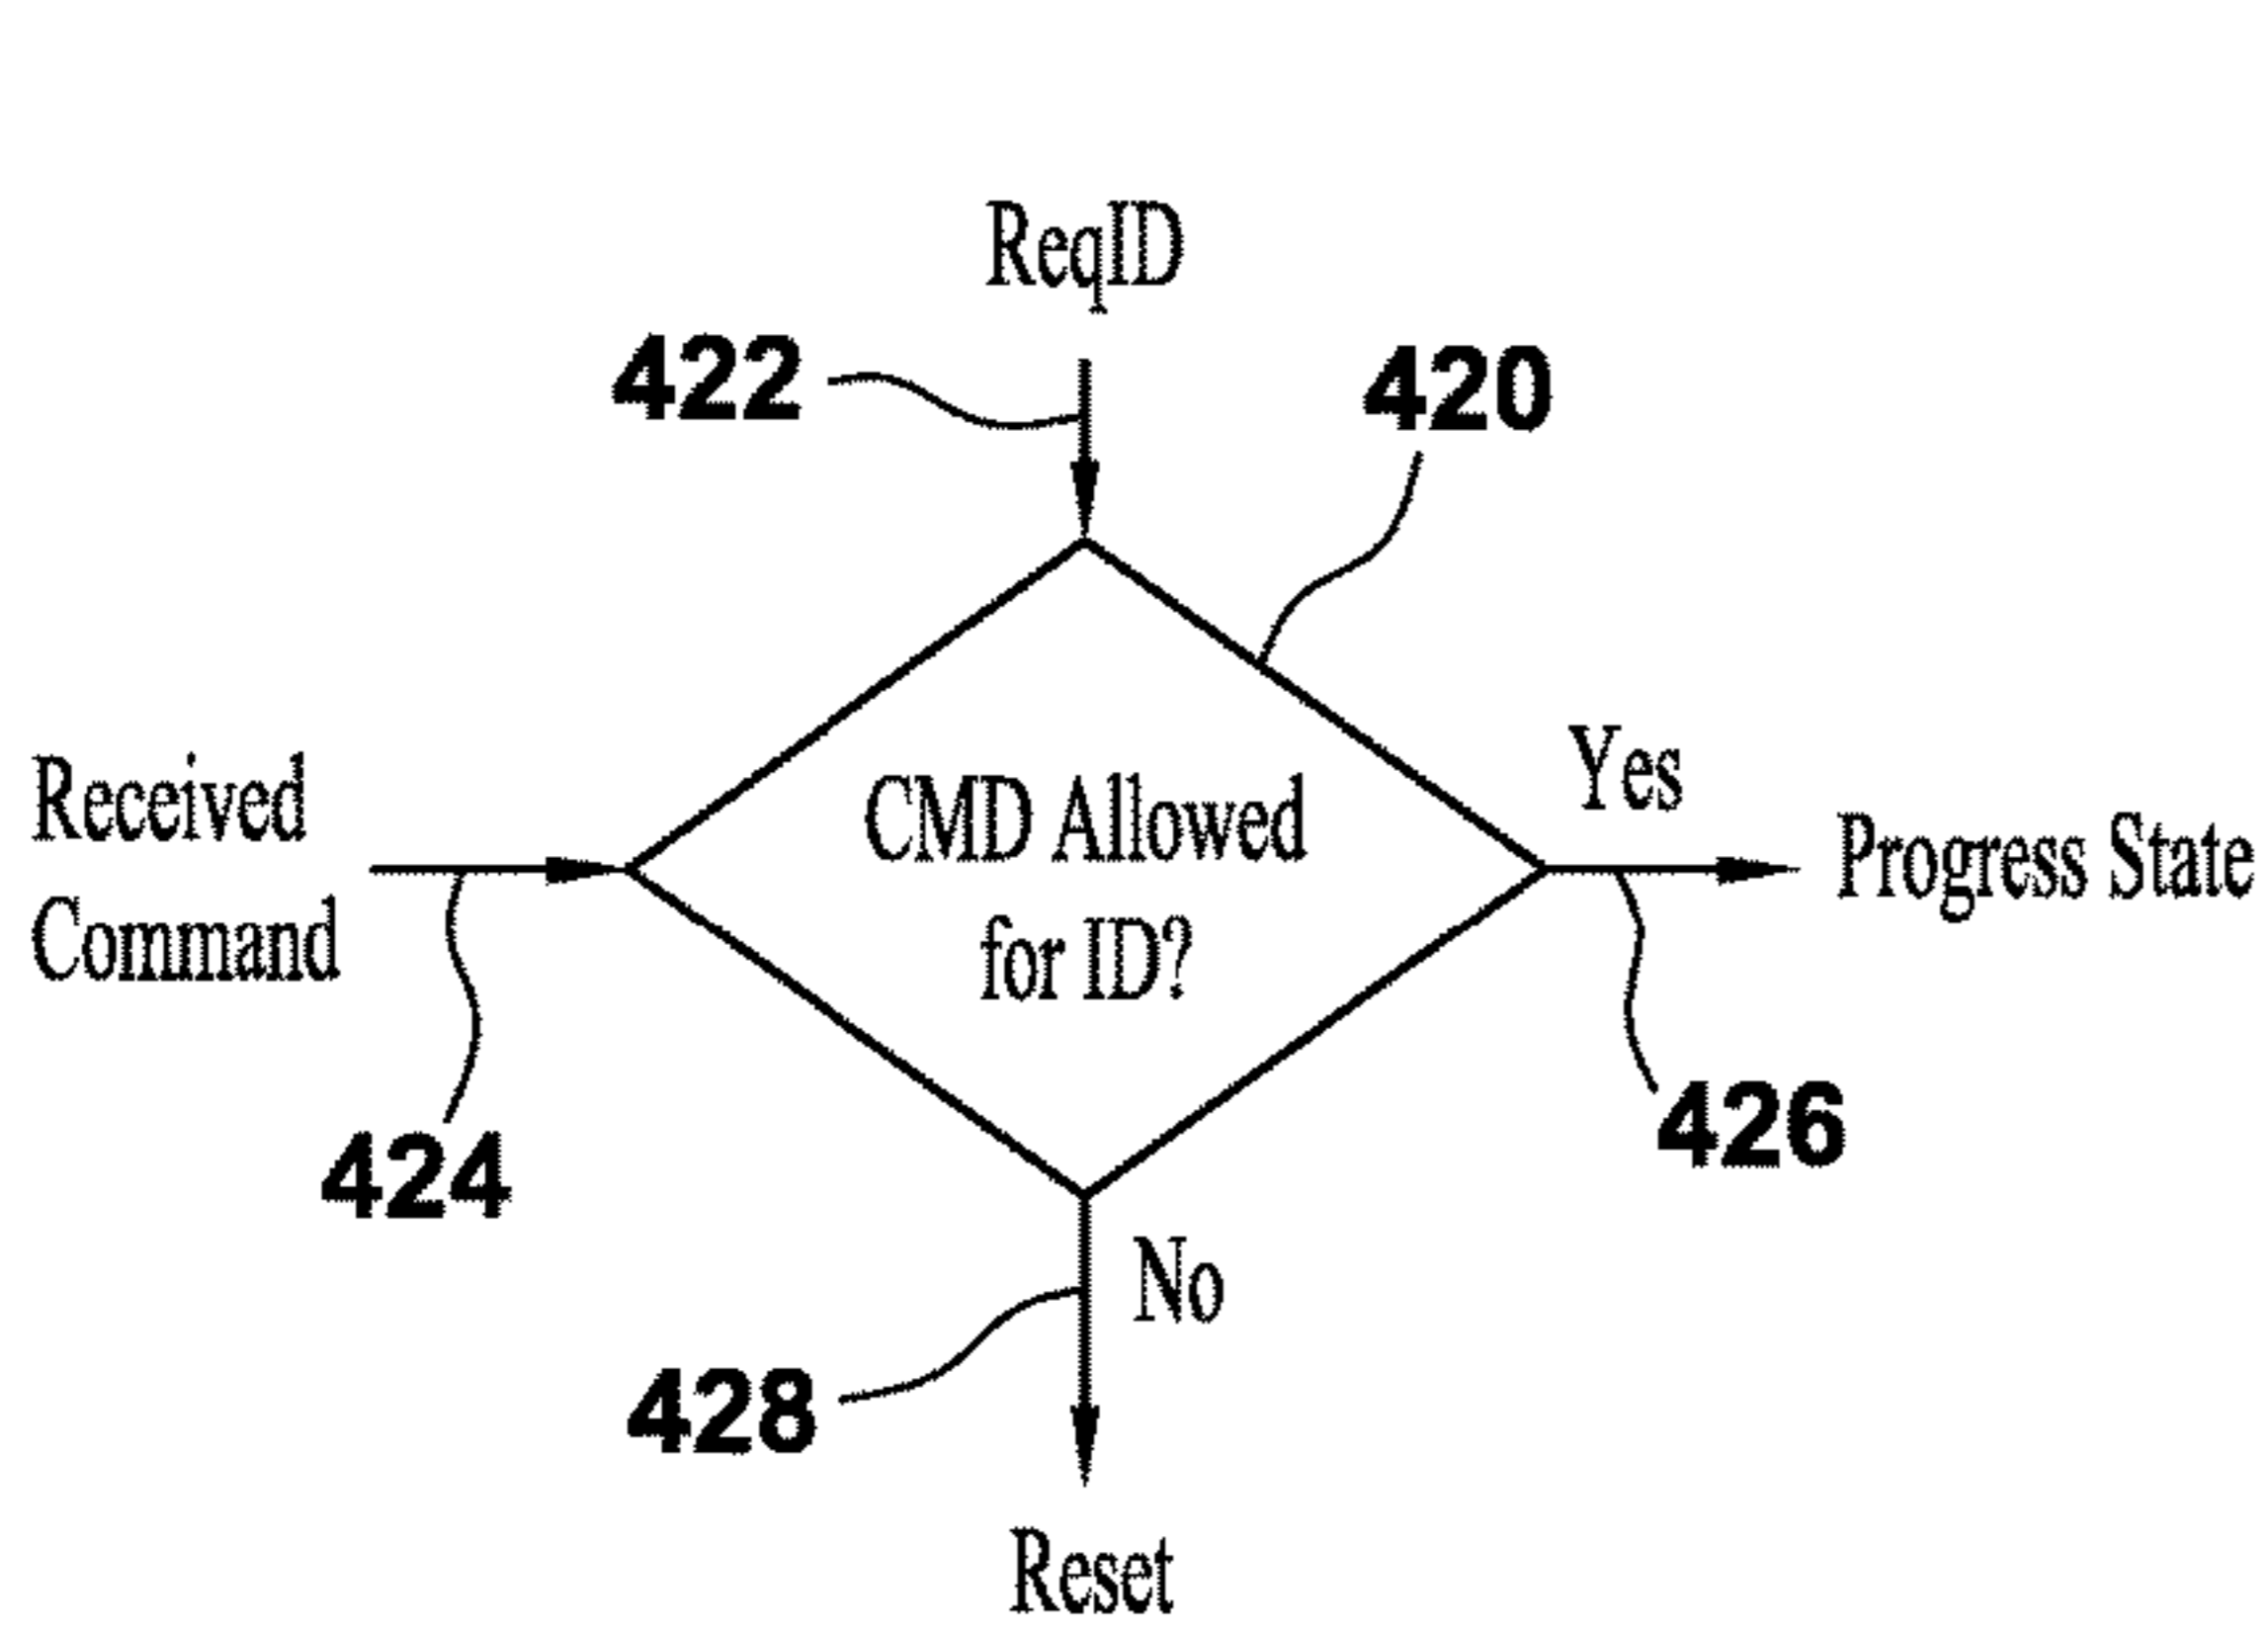 ReqID
422
420
Received
Command
CMD Allowed
for ID?
Yes
Progress State
424
426
No
428
Reset